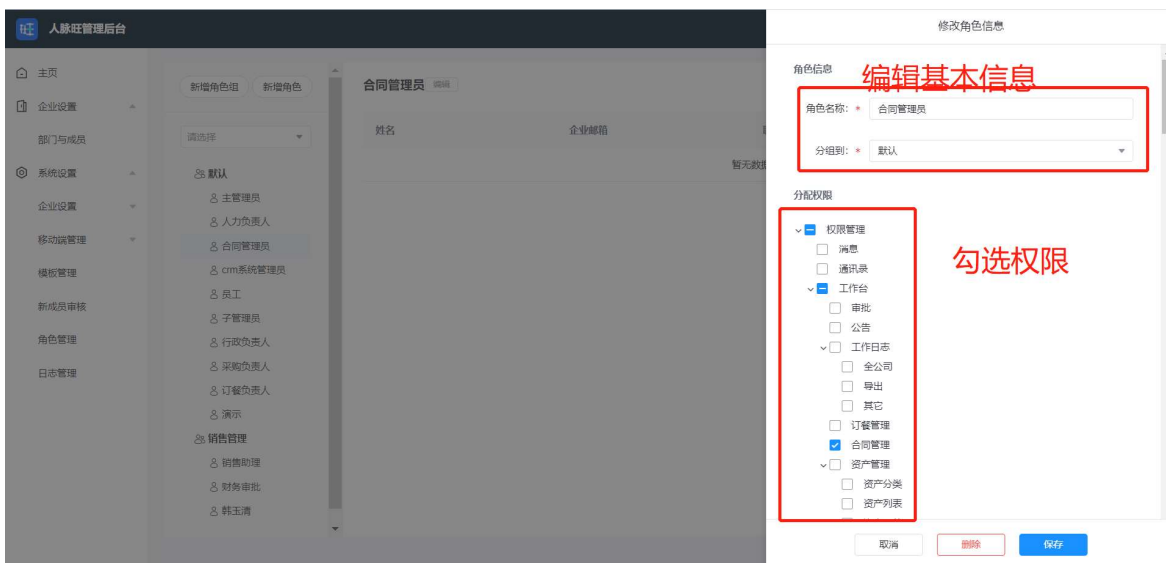 旺 人脉旺管理后台
主页
企业设置
部门与成员
系统设置
企业设置
移动端管理
模板管理
新成员审核
角色管理
日志管理
新增角色组 新增角色
请选择
默认
主管理员
人力负责人
合同管理员
crm系统管理员
员工
子管理员
行政负责人
采购负责人
订餐负责人
演示
销售管理
销售助理
财务审批
韩玉清
合同管理员 编辑
姓名 企业邮箱
暂无数据
修改角色信息
角色信息
编辑基本信息
角色名称: * 合同管理员
分组到: * 默认
分配权限
勾选权限
权限管理
消息
通讯录
工作台
审批
公告
工作日志
全公司
导出
其它
订餐管理
合同管理
资产管理
资产分类
资产列表
取消 删除 保存